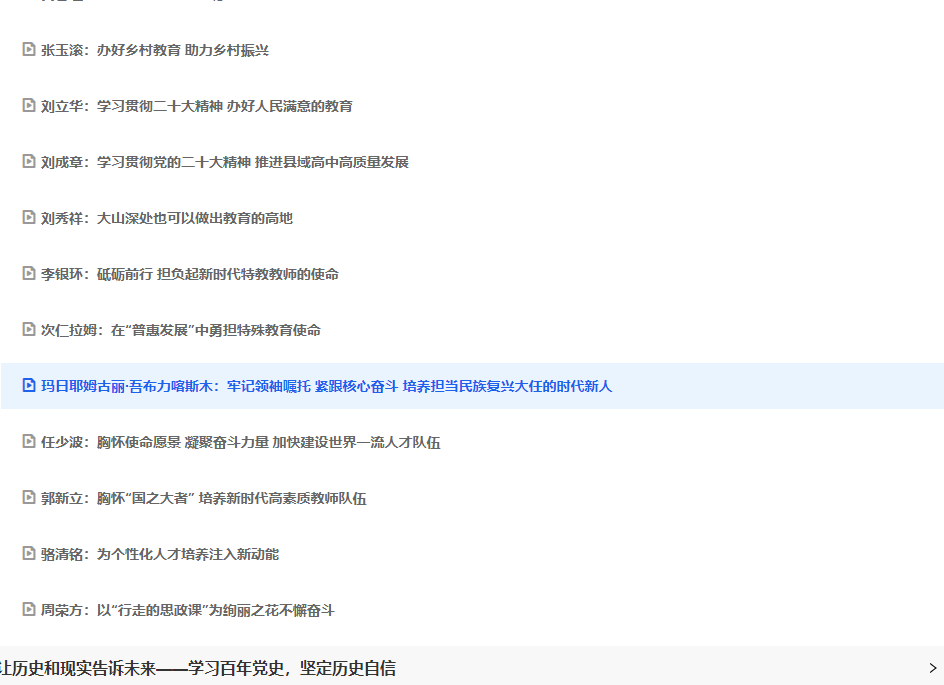 张玉滚：办好乡村教育 助力乡村振兴
刘立华：学习贯彻二十大精神 办好人民满意的教育
刘成章：学习贯彻党的二十大精神 推进县域高中高质量发展
刘秀祥：大山深处也可以做出教育的高地
李银环：砥砺前行 担负起新时代特教教师的使命
次仁拉姆：在“普惠发展”中勇担特殊教育使命
玛日耶姆古丽·吾布力喀斯木：牢记领袖嘱托 紧跟核心奋斗 培养担当民族复兴大任的时代新人
任少波：胸怀使命愿景 凝聚奋斗力量 加快建设世界一流人才队伍
郭新立：胸怀“国之大者” 培养新时代高素质教师队伍
骆清铭：为个性化人才培养注入新动能
周荣方：以“行走的思政课”为绚丽之花不懈奋斗
让历史和现实告诉未来——学习百年党史，坚定历史自信